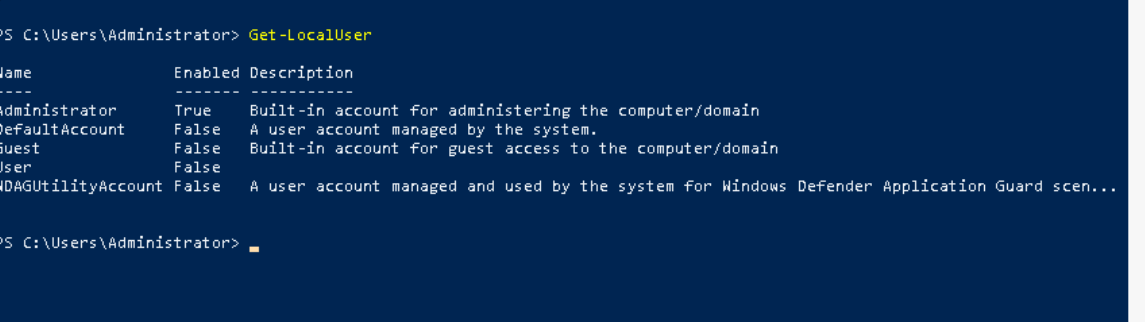 PS C:\Users\Administrator> Get-LocalUser
Name Enabled Description
---- ------- -----------
Administrator True Built-in account for administering the computer/domain
DefaultAccount False A user account managed by the system.
Guest False Built-in account for guest access to the computer/domain
User False
WDAGUtilityAccount False A user account managed and used by the system for Windows Defender Application Guard scen...
PS C:\Users\Administrator>